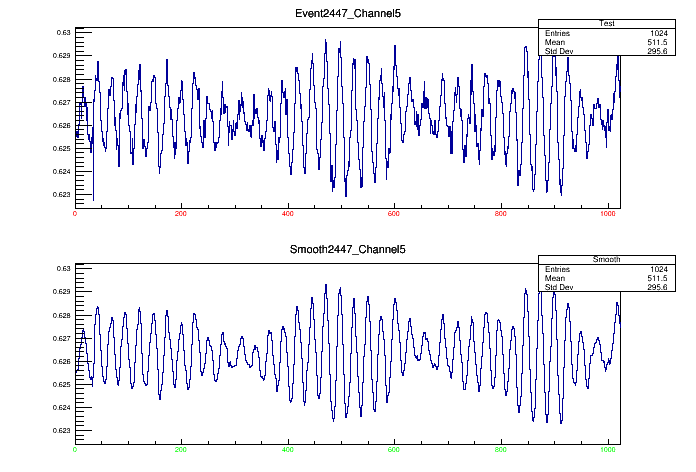 Event2447_Channel5
Test
Entries 1024
Mean 511.5
Std Dev 295.6
0.63
0.629
0.628
0.627
0.626
0.625
0.624
0.623
0 200 400 600 800 1000
Smooth2447_Channel5
Smooth
Entries 1024
Mean 511.5
Std Dev 295.6
0.63
0.629
0.628
0.627
0.626
0.625
0.624
0.623
0 200 400 600 800 1000